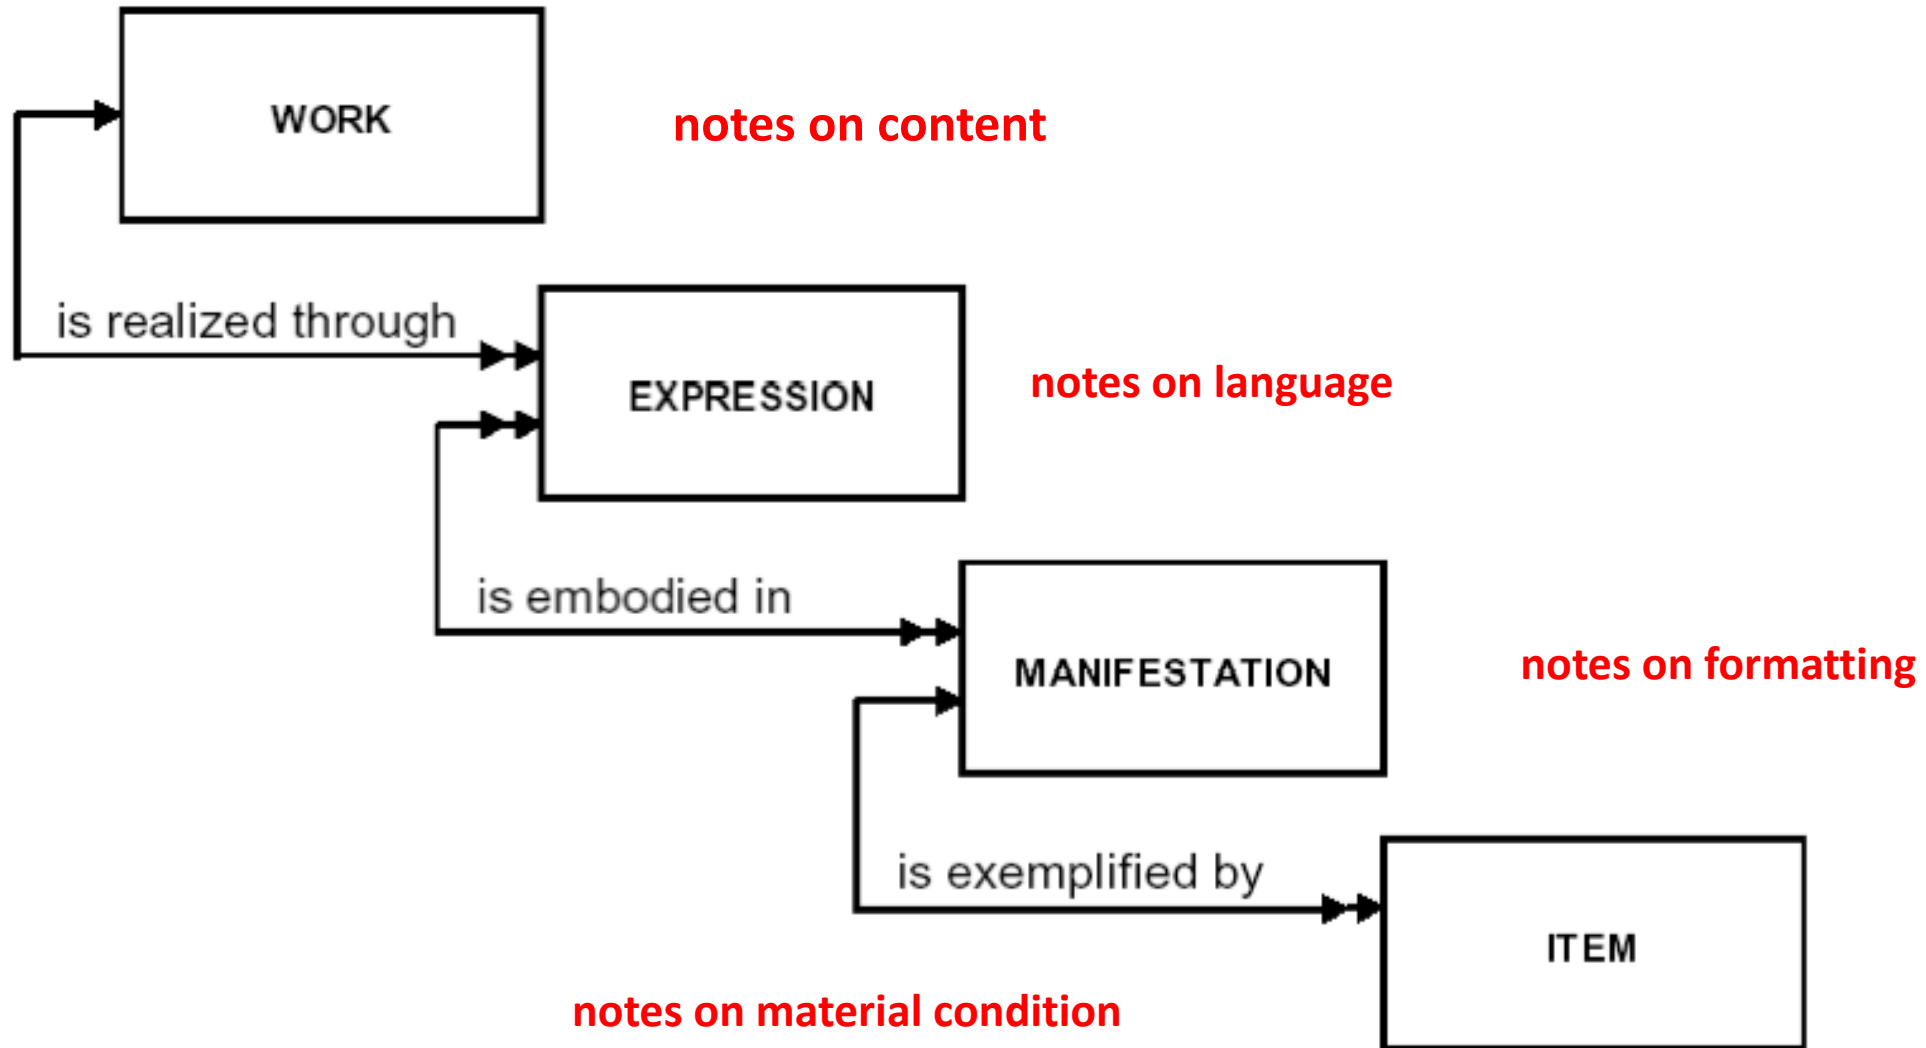 WORK
notes on content
is realized through
EXPRESSION
notes on language
is embodied in
MANIFESTATION
notes on formatting
is exemplified by
ITEM
notes on material condition